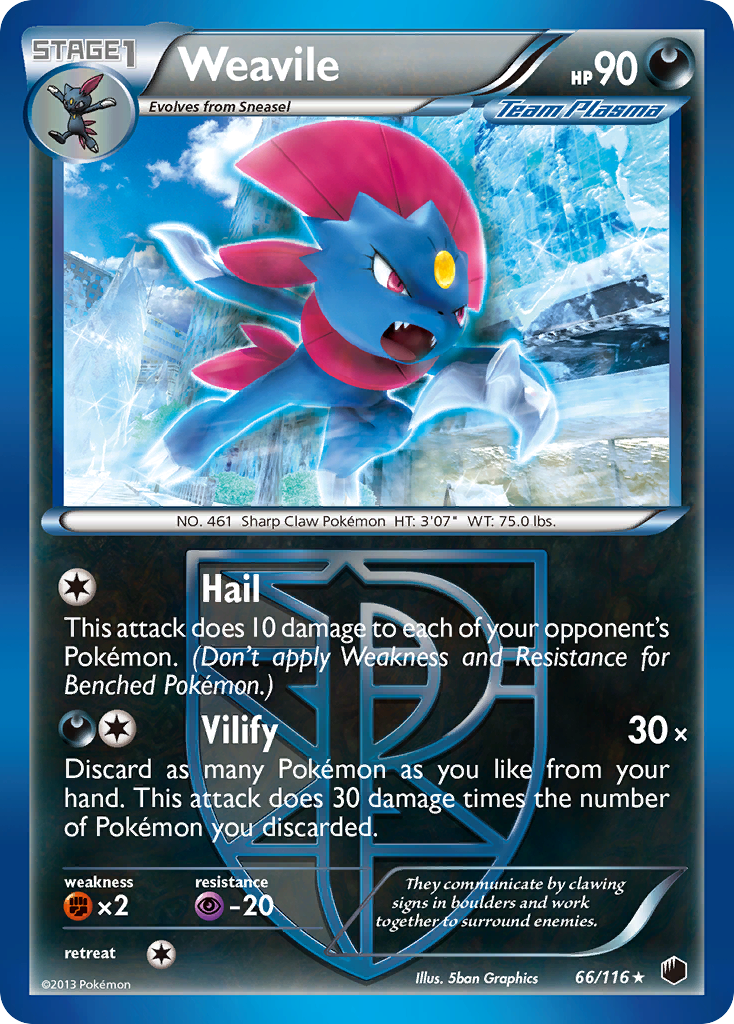 STAGE1
Weavile
HP 90
Evolves from Sneasel
Team Plasma
NO. 461 Sharp Claw Pokémon HT: 3'07" WT: 75.0 lbs.
Hail
This attack does 10 damage to each of your opponent's
Pokémon. (Don't apply Weakness and Resistance for
Benched Pokémon.)
Vilify 30×
Discard as many Pokémon as you like from your
hand. This attack does 30 damage times the number
of Pokémon you discarded.
weakness
×2
resistance
-20
retreat
They communicate by clawing
signs in boulders and work
together to surround enemies.
©2013 Pokémon
Illus. 5ban Graphics
66/116 ★